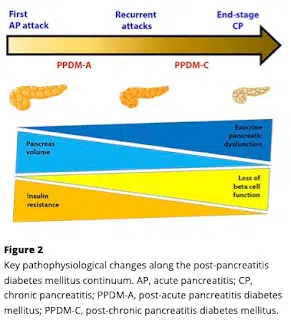 First
AP attack
Recurrent
attacks
End-stage
CP
PPDM-A
PPDM-C
Exocrine
pancreatic
dysfunction
Pancreas
volume
Loss of
beta cell
function
Insulin
resistance
Figure 2
Key pathophysiological changes along the post-pancreatitis
diabetes mellitus continuum. AP, acute pancreatitis; CP,
chronic pancreatitis; PPDM-A, post-acute pancreatitis diabetes
mellitus; PPDM-C, post-chronic pancreatitis diabetes mellitus.